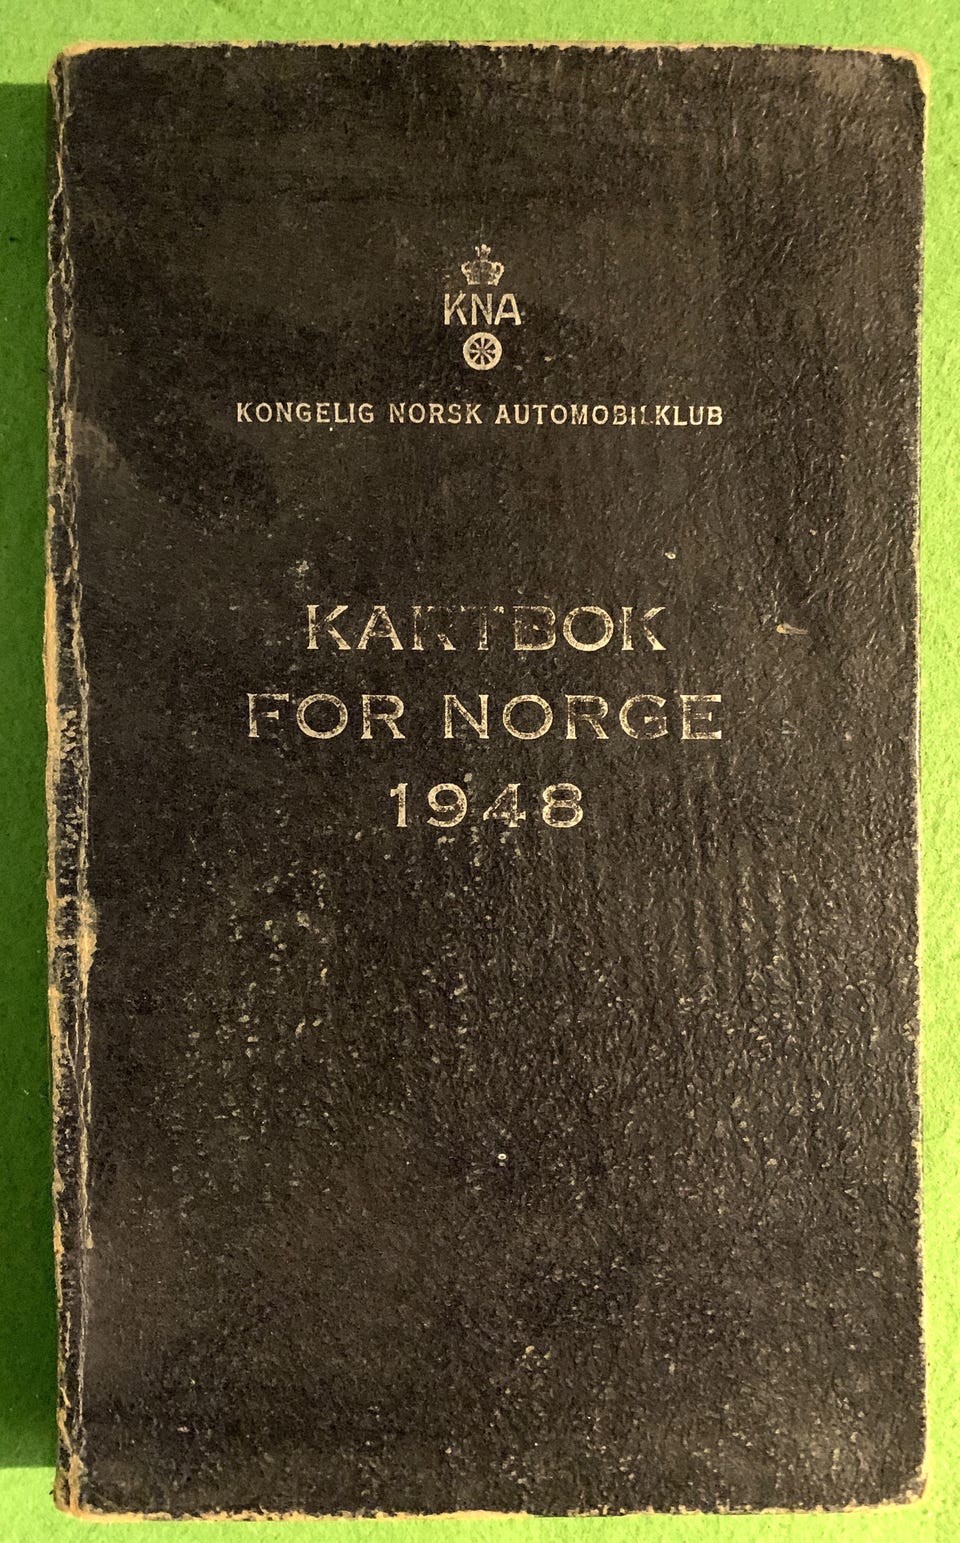 KNA
KONGELIG NORSK AUTOMOBILKLUB
KARTBOK
FOR NORGE
1948